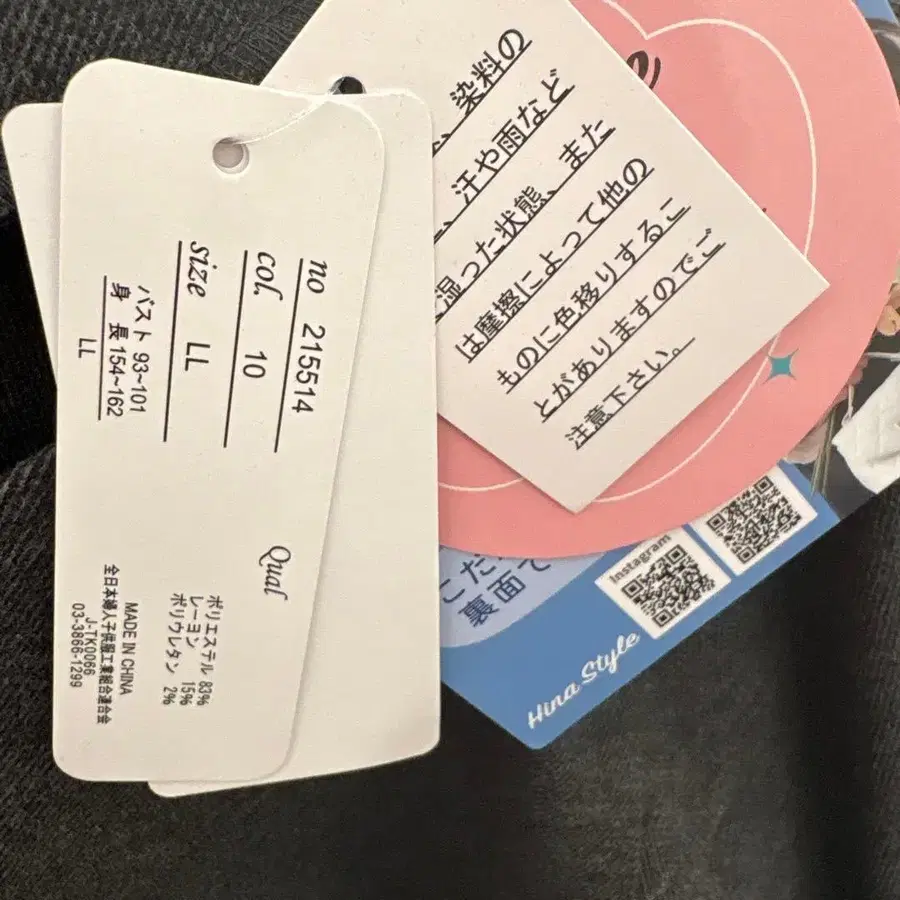 no 215514
col. 10
size LL
バスト 93~101
身 長 154~162
LL
Qual
ポリエステル 83%
レーヨン 15%
ポリウレタン 2%
MADE IN CHINA
全日本婦人子供服工業組合連合会
J-TK0066
03-3866-1299
、染料の
、汗や雨など
湿った状態、また
は摩擦によって他の
ものに色移りするこ
とがありますのでご
注意下さい。
こだ
裏面で
Instagram
Hina Style